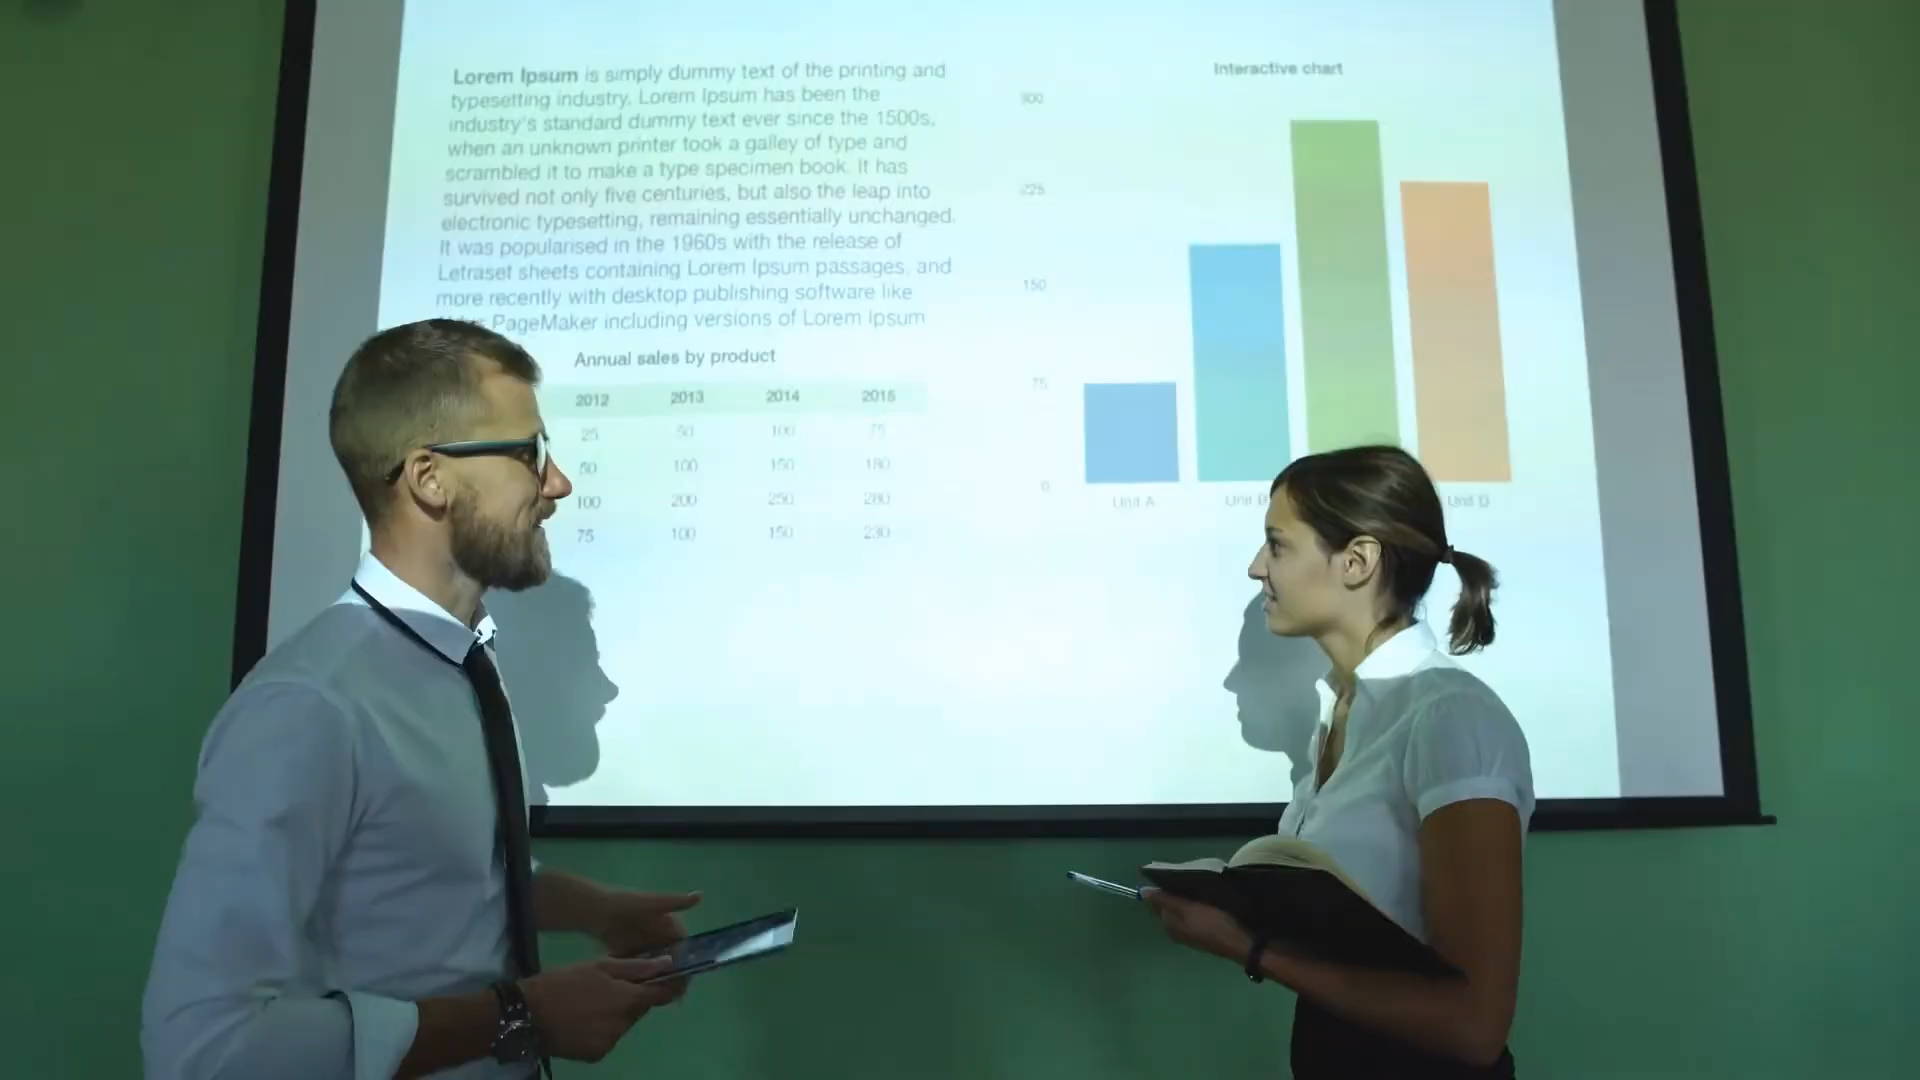 Lorem Ipsum is simply dummy text of the printing and
typesetting industry. Lorem Ipsum has been the
industry's standard dummy text ever since the 1500s,
when an unknown printer took a galley of type and
scrambled it to make a type specimen book. It has
survived not only five centuries, but also the leap into
electronic typesetting, remaining essentially unchanged.
It was popularised in the 1960s with the release of
Letraset sheets containing Lorem Ipsum passages, and
more recently with desktop publishing software like
PageMaker including versions of Lorem Ipsum
Annual sales by product
2012 2013 2014 2015
25 50 100 75
50 100 150 180
100 200 250 280
75 100 150 230
Interactive chart
300
225
150
75
0
Unit A Unit Unit D